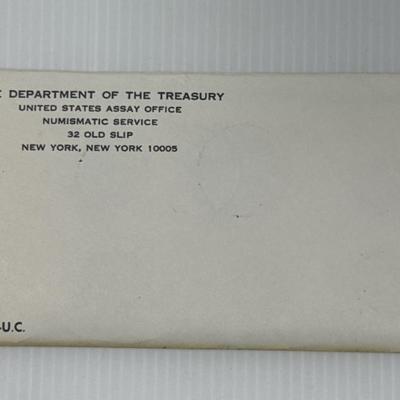 DEPARTMENT OF THE TREASURY
UNITED STATES ASSAY OFFICE
NUMISMATIC SERVICE
32 OLD SLIP
NEW YORK, NEW YORK 10005
U.C.